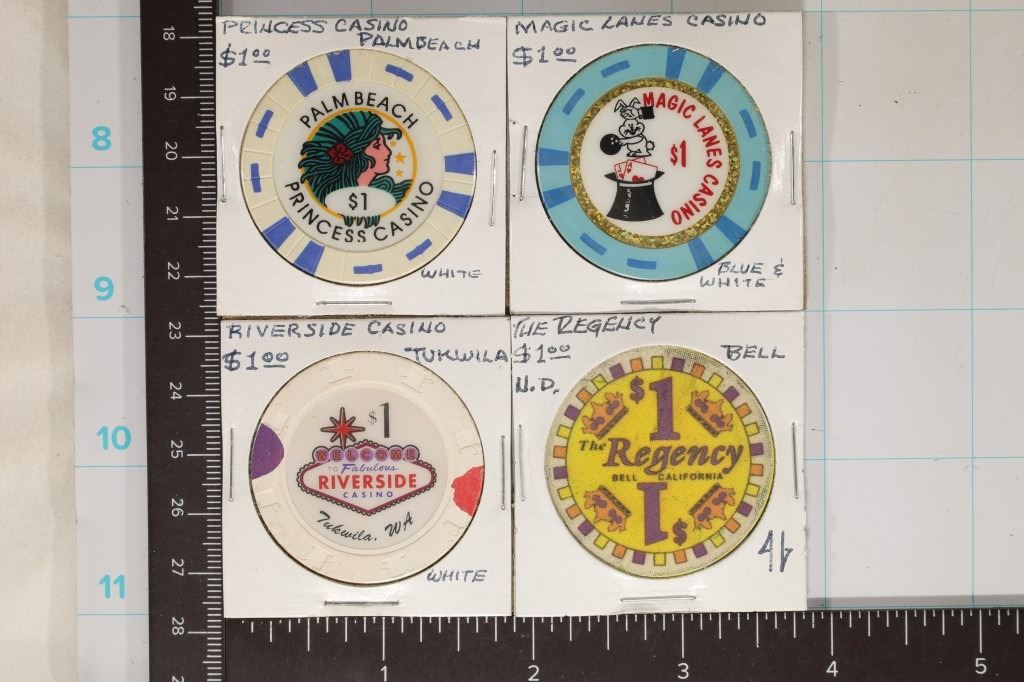 PRINCESS CASINO
PALM BEACH
$1.00
PALM BEACH
$1
PRINCESS CASINO
WHITE
MAGIC LANES CASINO
$1.00
MAGIC LANES CASINO
$1
BLUE &
WHITE
RIVERSIDE CASINO
$1.00 TUKWILA
$1
WELCOME
TO Fabulous
RIVERSIDE
CASINO
Tukwila, WA
WHITE
THE REGENCY
$1.00 BELL
N.D.
$1
The Regency
BELL CALIFORNIA
1$
8
9
10
11
18
19
20
21
22
23
24
25
26
27
28
1 2 3 4 5